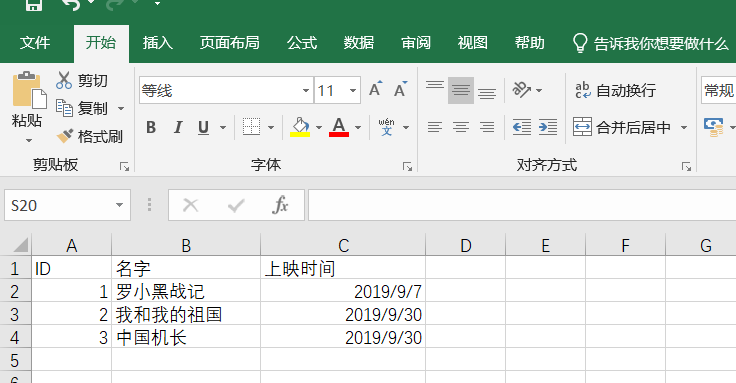 文件 开始 插入 页面布局 公式 数据 审阅 视图 帮助 告诉我你想要做什么
剪切
等线 11
自动换行
常规
复制
粘贴
格式刷
B I U A wén 文
合并后居中
剪贴板 字体 对齐方式
S20 fx
A B C D E F G
1 ID 名字 上映时间
2 1 罗小黑战记 2019/9/7
3 2 我和我的祖国 2019/9/30
4 3 中国机长 2019/9/30
5
6